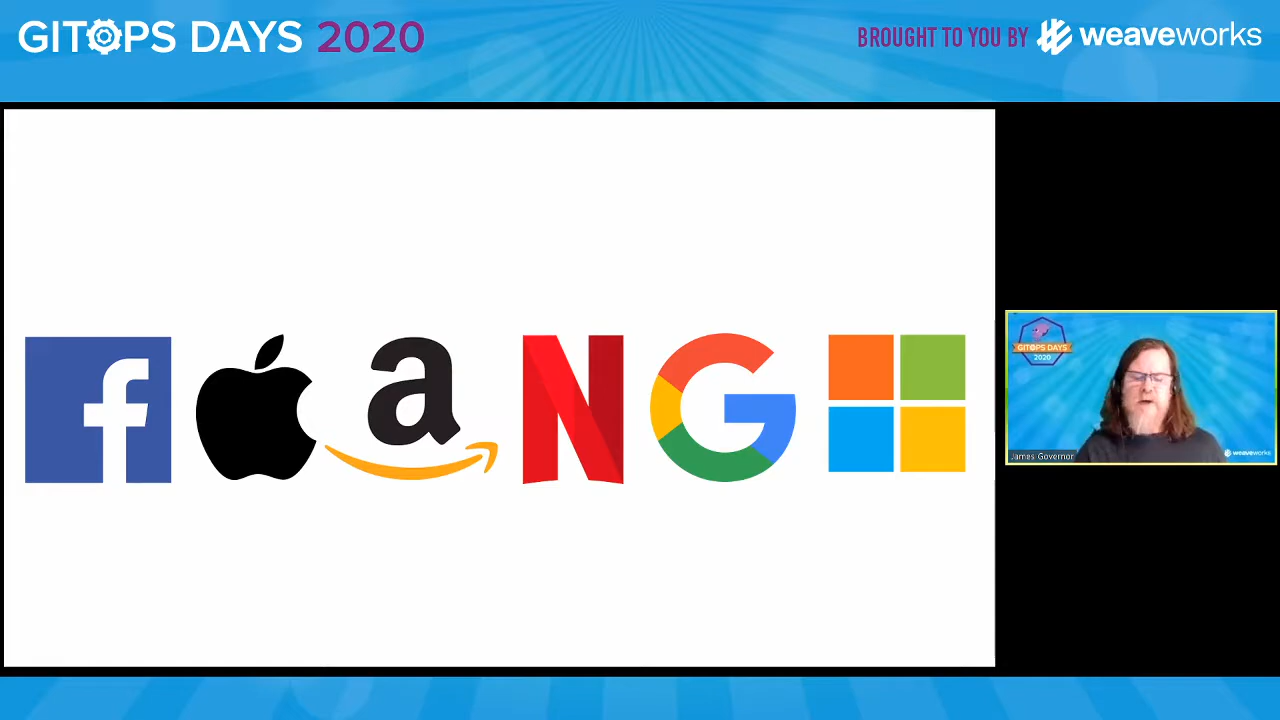 GITOPS DAYS 2020
BROUGHT TO YOU BY weaveworks
f a N G
GITOPS DAYS
2020
James Governor
weaveworks